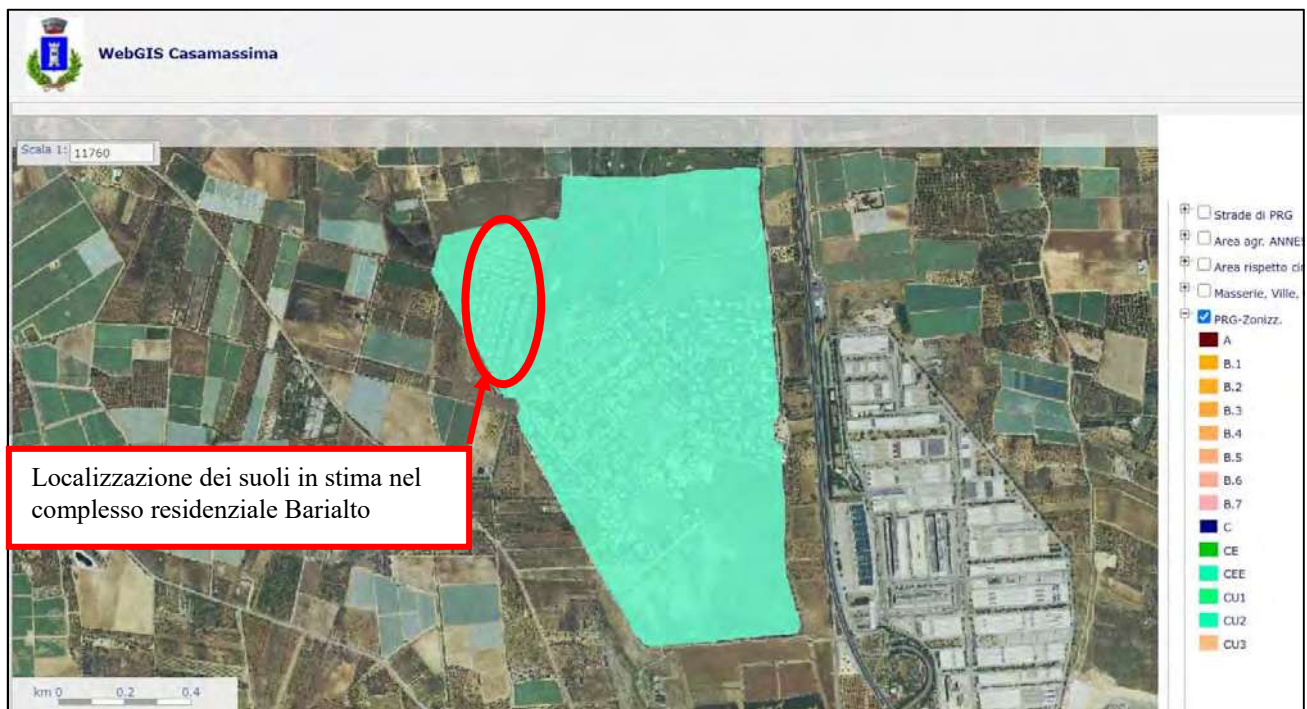 WebGIS Casamassima
Scala 1: 11760
Strade di PRG
Area agr. ANNES
Area rispetto cim
Masserie, Ville,
PRG-Zonizz.
A
B.1
B.2
B.3
B.4
B.5
B.6
B.7
C
CE
CEE
CU1
CU2
CU3
Localizzazione dei suoli in stima nel
complesso residenziale Barialto
km 0 0.2 0.4